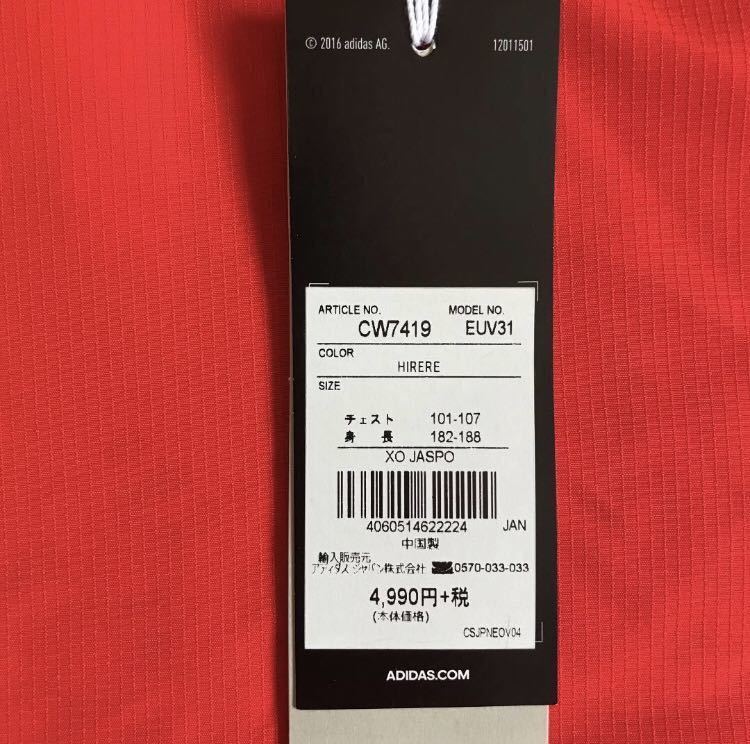 © 2016 adidas AG. 12011501
ARTICLE NO. MODEL NO.
CW7419 EUV31
COLOR
HIRERE
SIZE
チェスト 101-107
身 長 182-188
XO JASPO
4060514622224 JAN
中国製
輸入販売元
アディダス ジャパン株式会社 0570-033-033
4,990円+税
(本体価格)
CSJPNEOV04
ADIDAS.COM